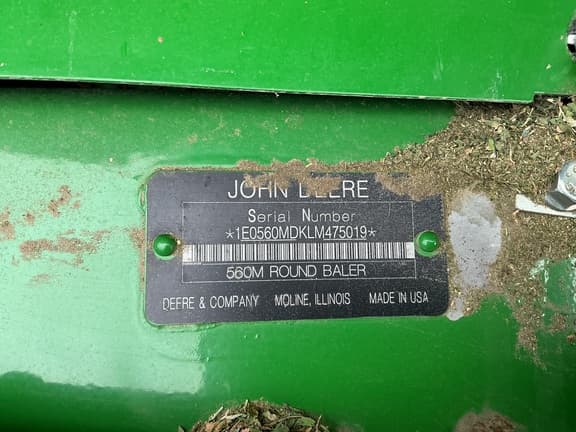 JOHN DEERE
Serial Number
*1E0560MDKLM475019*
560M ROUND BALER
DEERE & COMPANY MOLINE, ILLINOIS MADE IN USA